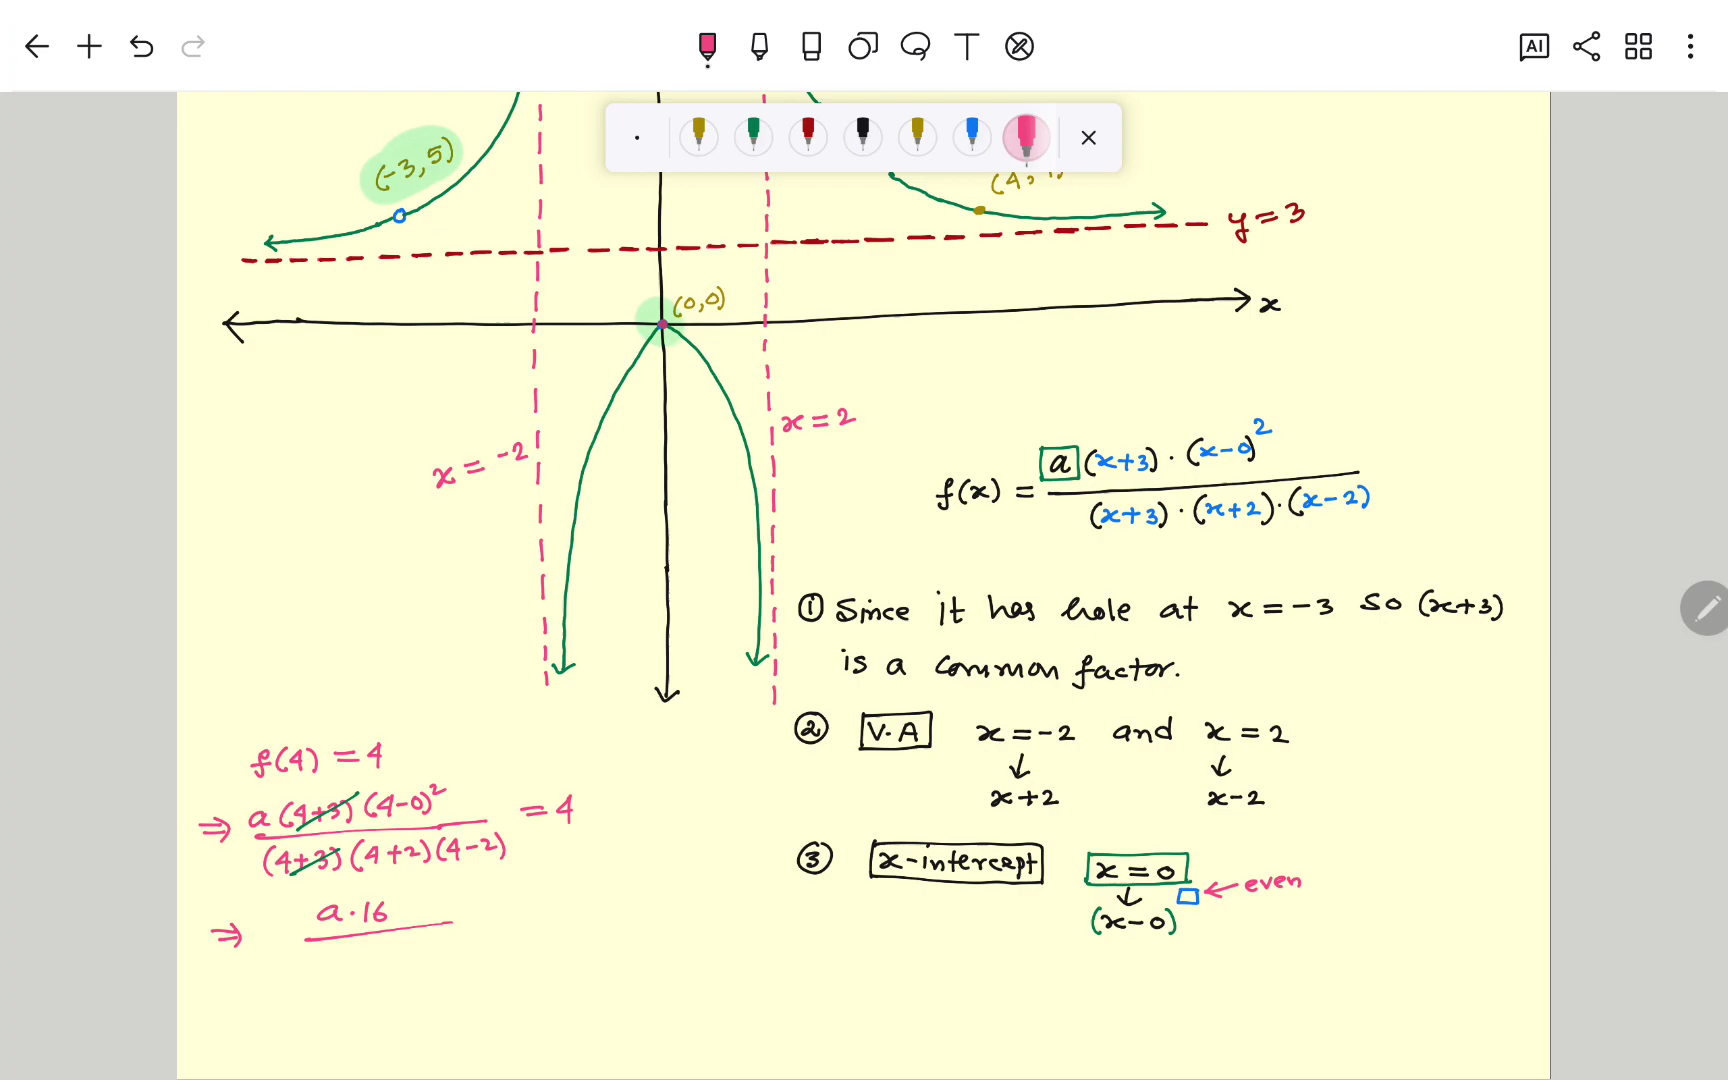 AI
T
(-3,5)
(4,
y = 3
(0,0)
x
x = 2
x = -2
f(x) = a (x+3) · (x-0)^2 / (x+3) · (x+2) · (x-2)
① Since it has hole at x = -3 so (x+3)
is a common factor.
② V.A x = -2 and x = 2
↓ ↓
x+2 x-2
③ x-intercept x = 0
↓ □ ← even
(x-0)
f(4) = 4
⇒ a (4+3) (4-0)^2 / (4+3) (4+2) (4-2) = 4
⇒ a · 16